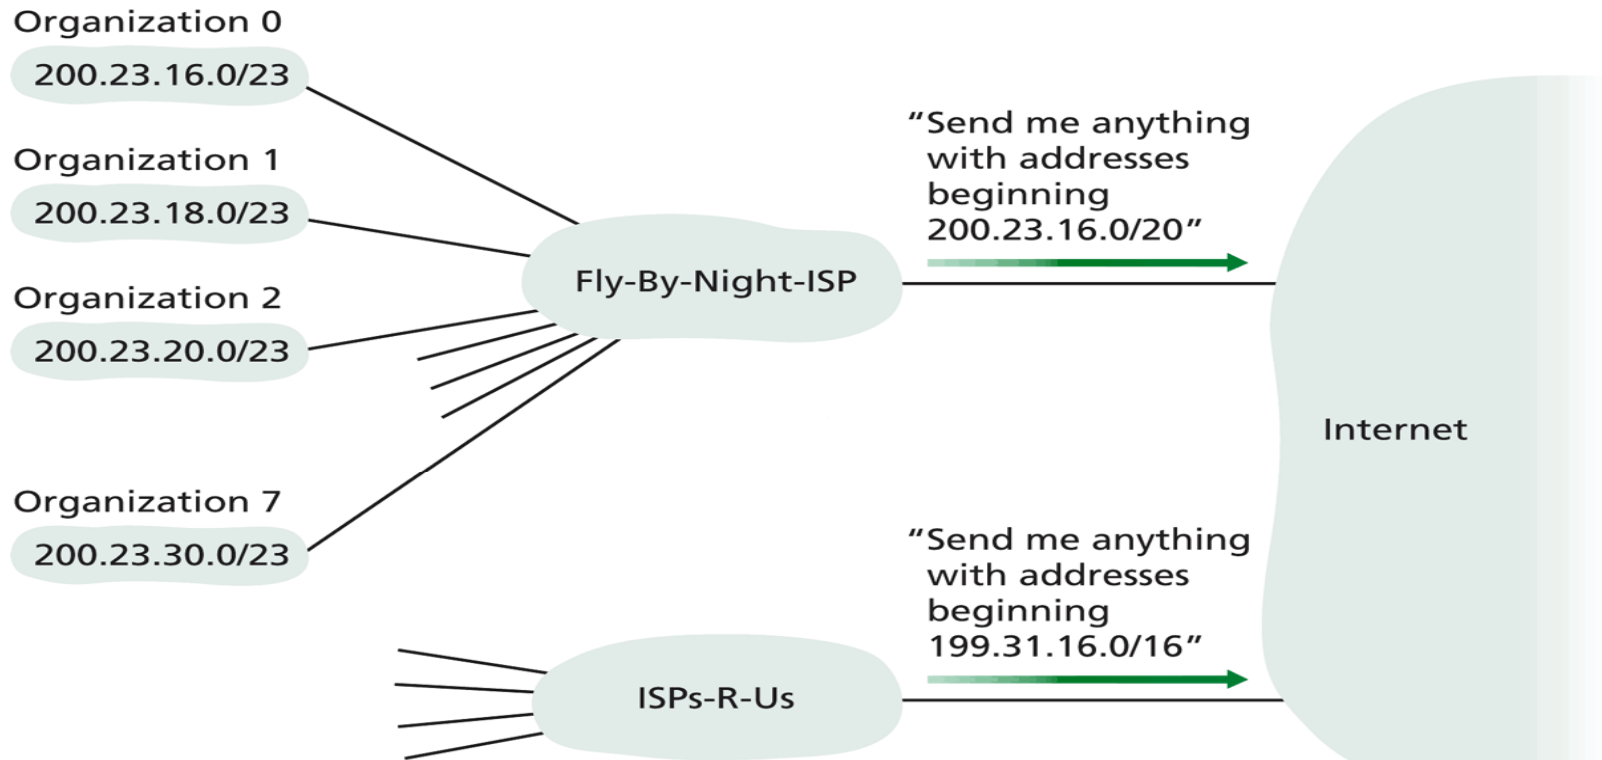 Organization 0
200.23.16.0/23
Organization 1
200.23.18.0/23
Organization 2
200.23.20.0/23
Organization 7
200.23.30.0/23
Fly-By-Night-ISP
“Send me anything
with addresses
beginning
200.23.16.0/20”
Internet
“Send me anything
with addresses
beginning
199.31.16.0/16”
ISPs-R-Us